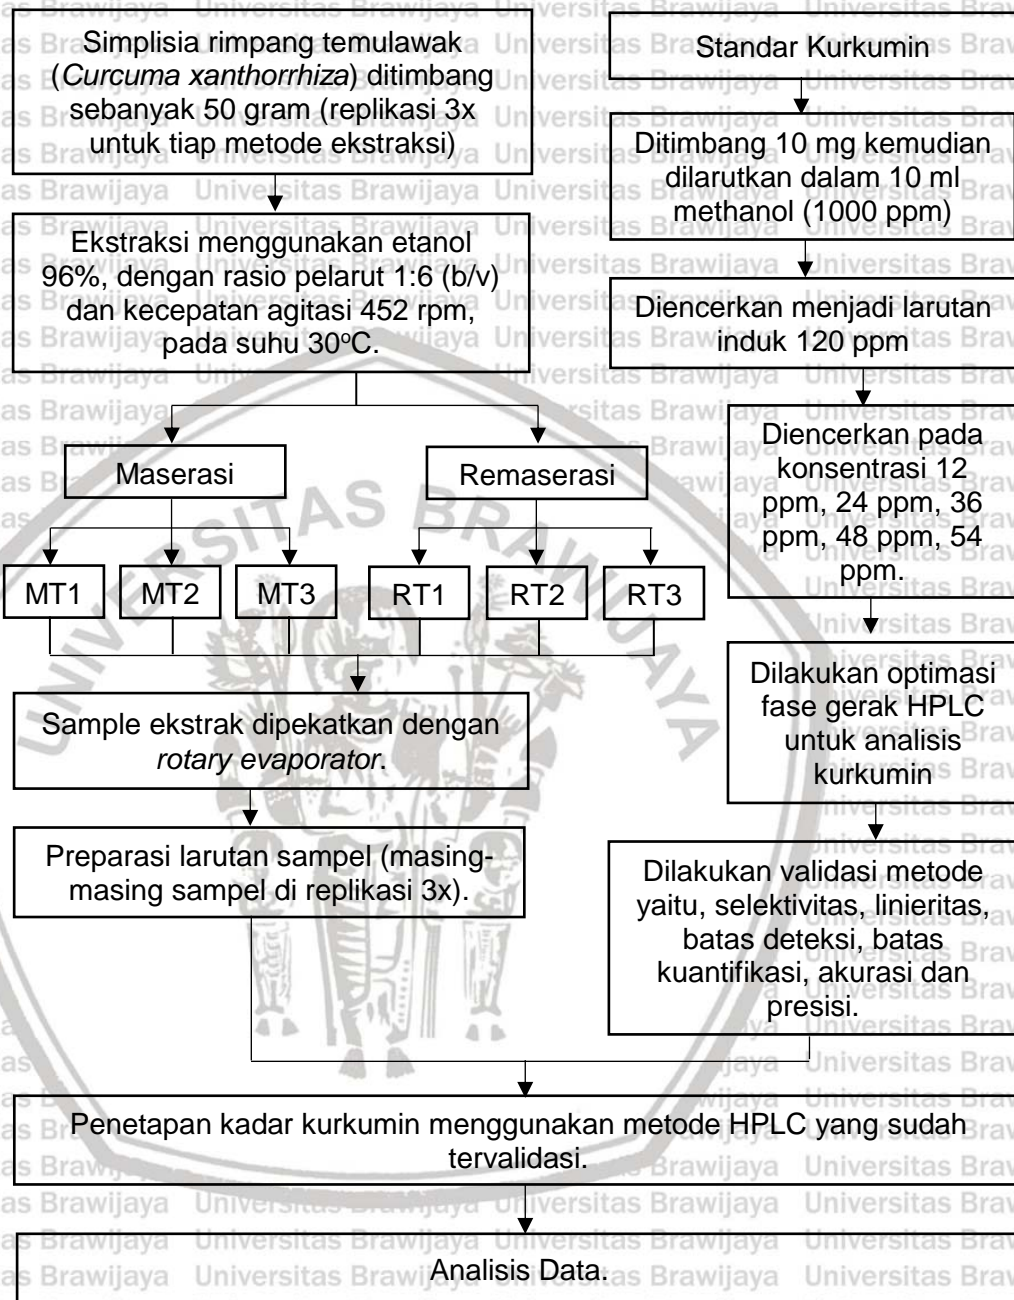 Simplisia rimpang temulawak
(Curcuma xanthorrhiza) ditimbang
sebanyak 50 gram (replikasi 3x
untuk tiap metode ekstraksi)
Ekstraksi menggunakan etanol
96%, dengan rasio pelarut 1:6 (b/v)
dan kecepatan agitasi 452 rpm,
pada suhu 30°C.
Maserasi
Remaserasi
MT1
MT2
MT3
RT1
RT2
RT3
Sample ekstrak dipekatkan dengan
rotary evaporator.
Preparasi larutan sampel (masing-
masing sampel di replikasi 3x).
Standar Kurkumin
Ditimbang 10 mg kemudian
dilarutkan dalam 10 ml
methanol (1000 ppm)
Diencerkan menjadi larutan
induk 120 ppm
Diencerkan pada
konsentrasi 12
ppm, 24 ppm, 36
ppm, 48 ppm, 54
ppm.
Dilakukan optimasi
fase gerak HPLC
untuk analisis
kurkumin
Dilakukan validasi metode
yaitu, selektivitas, linieritas,
batas deteksi, batas
kuantifikasi, akurasi dan
presisi.
Penetapan kadar kurkumin menggunakan metode HPLC yang sudah
tervalidasi.
Analisis Data.
UNIVERSITAS BRAWIJAYA